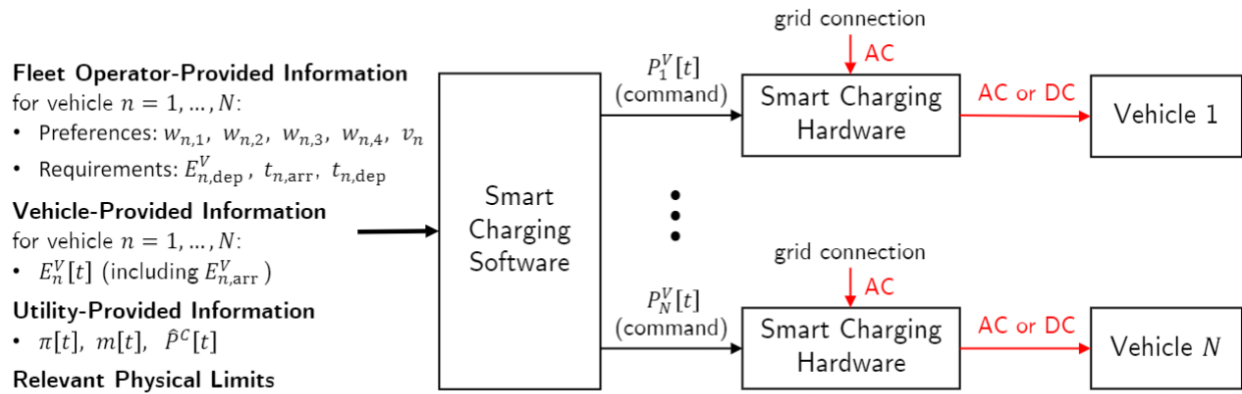 Fleet Operator-Provided Information
for vehicle n = 1, ..., N:
• Preferences: w_{n,1}, w_{n,2}, w_{n,3}, w_{n,4}, v_n
• Requirements: E^V_{n,dep}, t_{n,arr}, t_{n,dep}
Vehicle-Provided Information
for vehicle n = 1, ..., N:
• E^V_n[t] (including E^V_{n,arr})
Utility-Provided Information
• π[t], m[t], P̂^C[t]
Relevant Physical Limits
Smart
Charging
Software
P^V_1[t]
(command)
grid connection
AC
Smart Charging
Hardware
AC or DC
Vehicle 1
P^V_N[t]
(command)
grid connection
AC
Smart Charging
Hardware
AC or DC
Vehicle N